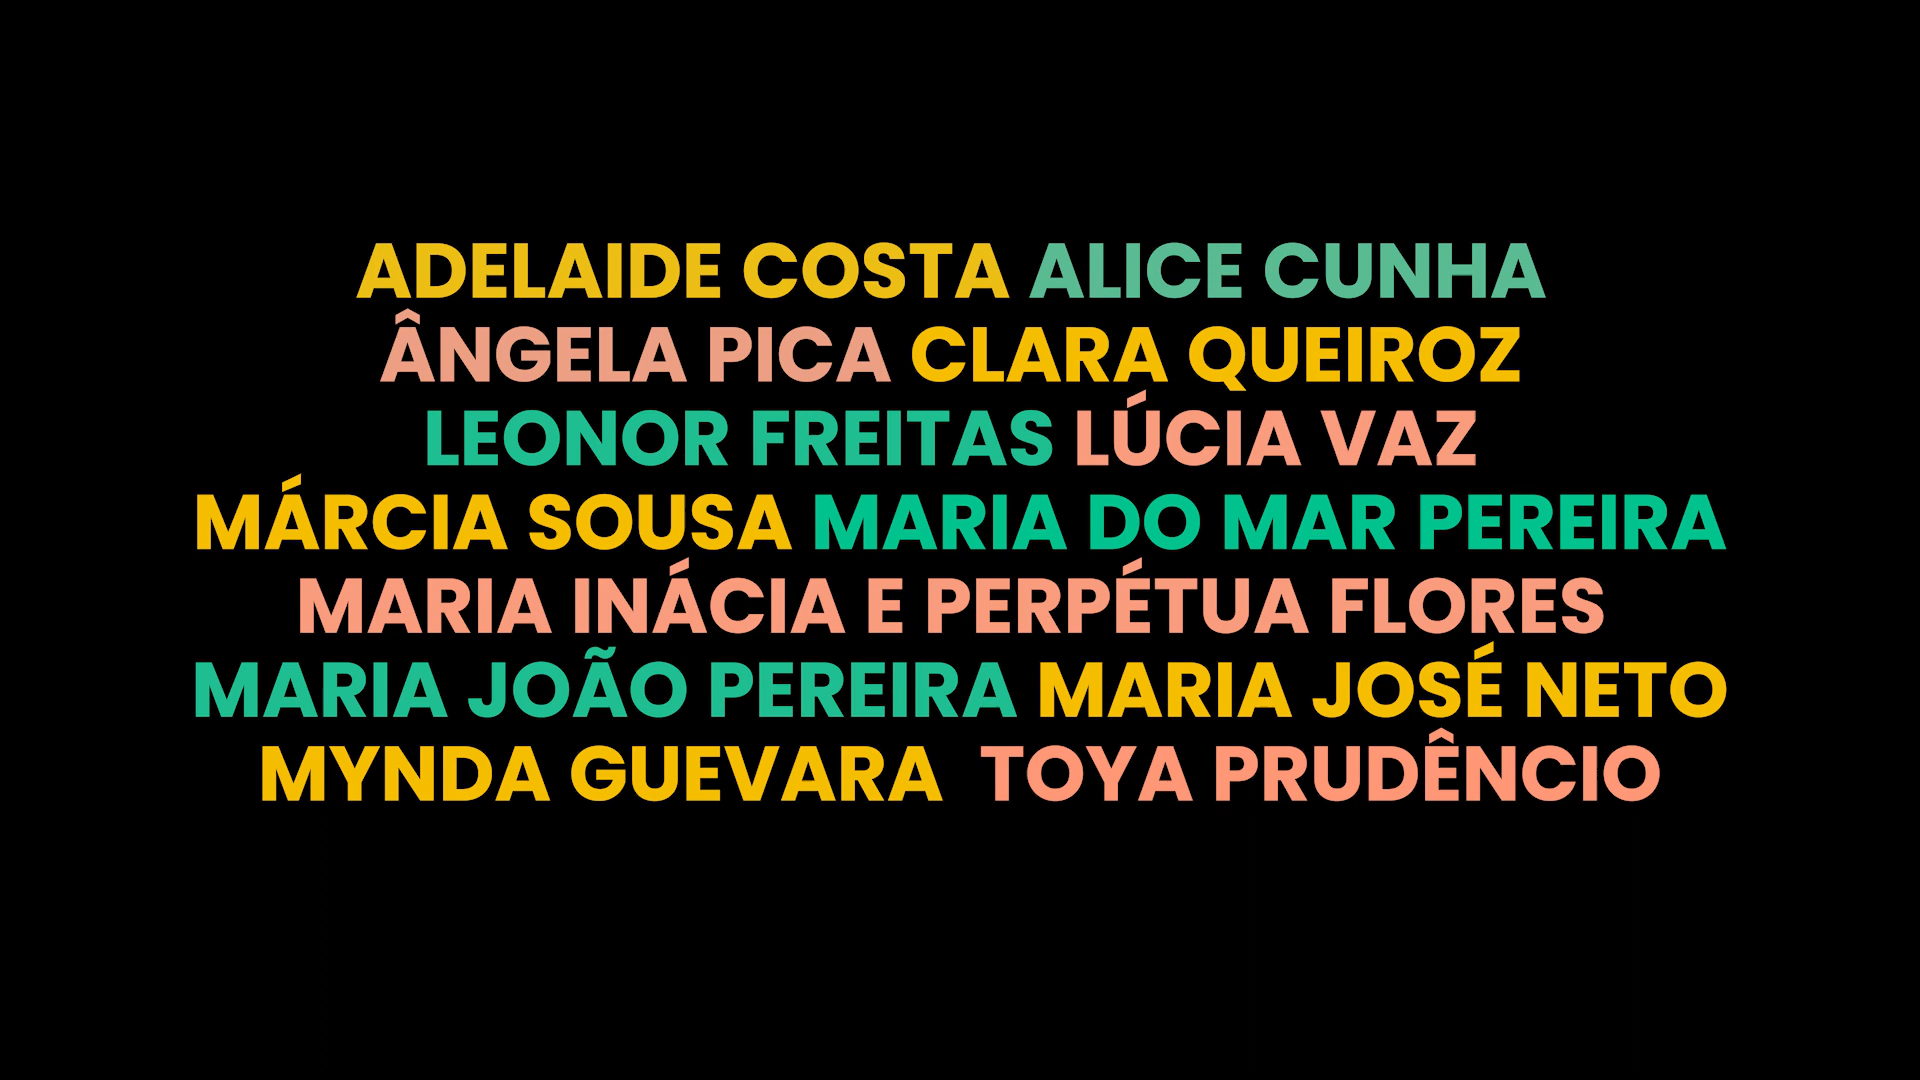 ADELAIDE COSTA ALICE CUNHA
ÂNGELA PICA CLARA QUEIROZ
LEONOR FREITAS LÚCIA VAZ
MÁRCIA SOUSA MARIA DO MAR PEREIRA
MARIA INÁCIA E PERPÉTUA FLORES
MARIA JOÃO PEREIRA MARIA JOSÉ NETO
MYNDA GUEVARA TOYA PRUDÊNCIO